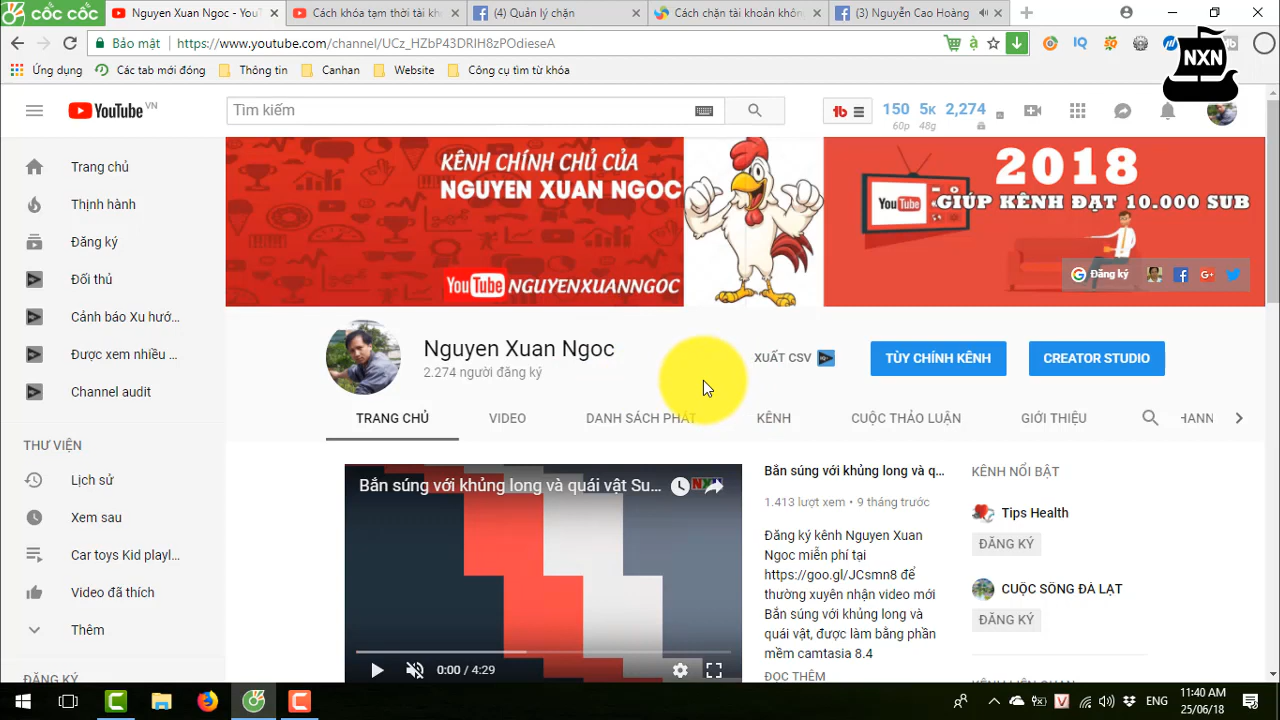 CỐC CỐC
Nguyen Xuan Ngoc - You
Cách khóa tạm thời tài kh
(4) Quản lý chặn
Cách chặn tài khoản khôn
(3) Nguyễn Cao Hoàng
Bảo mật
https://www.youtube.com/channel/UCz_HZbP43DRIH8zPOdieseA
à
IQ
Ứng dụng
Các tab mới đóng
Thông tin
Canhan
Website
Công cụ tìm từ khóa
NXN
YouTube VN
Tìm kiếm
tb
150
60p
5K
48g
2,274
KÊNH CHÍNH CHỦ CỦA
NGUYEN XUAN NGOC
YouTube NGUYENXUANNGOC
2018
YouTube
GIÚP KÊNH ĐẠT 10.000 SUB
Đăng ký
Trang chủ
Thịnh hành
Đăng ký
Đối thủ
Cảnh báo Xu hướ...
Được xem nhiều ...
Channel audit
THƯ VIỆN
Lịch sử
Xem sau
Car toys Kid playl...
Video đã thích
Thêm
ĐĂNG KÝ
Nguyen Xuan Ngoc
2.274 người đăng ký
XUẤT CSV
TÙY CHỈNH KÊNH
CREATOR STUDIO
TRANG CHỦ
VIDEO
DANH SÁCH PHÁT
KÊNH
CUỘC THẢO LUẬN
GIỚI THIỆU
HANN
Bắn súng với khủng long và quái vật Su...
NXN
0:00 / 4:29
Bắn súng với khủng long và q...
1.413 lượt xem • 9 tháng trước
Đăng ký kênh Nguyen Xuan
Ngoc miễn phí tại
https://goo.gl/JCsmn8 để
thường xuyên nhận video mới
Bắn súng với khủng long và
quái vật, được làm bằng phần
mềm camtasia 8.4
ĐỌC THÊM
KÊNH NỔI BẬT
Tips Health
ĐĂNG KÝ
CUỘC SỐNG ĐÀ LẠT
ĐĂNG KÝ
KÊNH LIÊN QUAN
V
ENG
11:40 AM
25/06/18